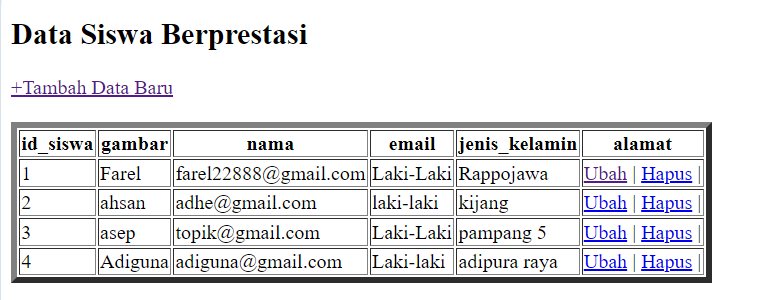 Data Siswa Berprestasi
+Tambah Data Baru
id_siswa gambar nama email jenis_kelamin alamat
1 Farel farel22888@gmail.com Laki-Laki Rappojawa Ubah | Hapus |
2 ahsan adhe@gmail.com laki-laki kijang Ubah | Hapus |
3 asep topik@gmail.com Laki-Laki pampang 5 Ubah | Hapus |
4 Adiguna adiguna@gmail.com Laki-laki adipura raya Ubah | Hapus |